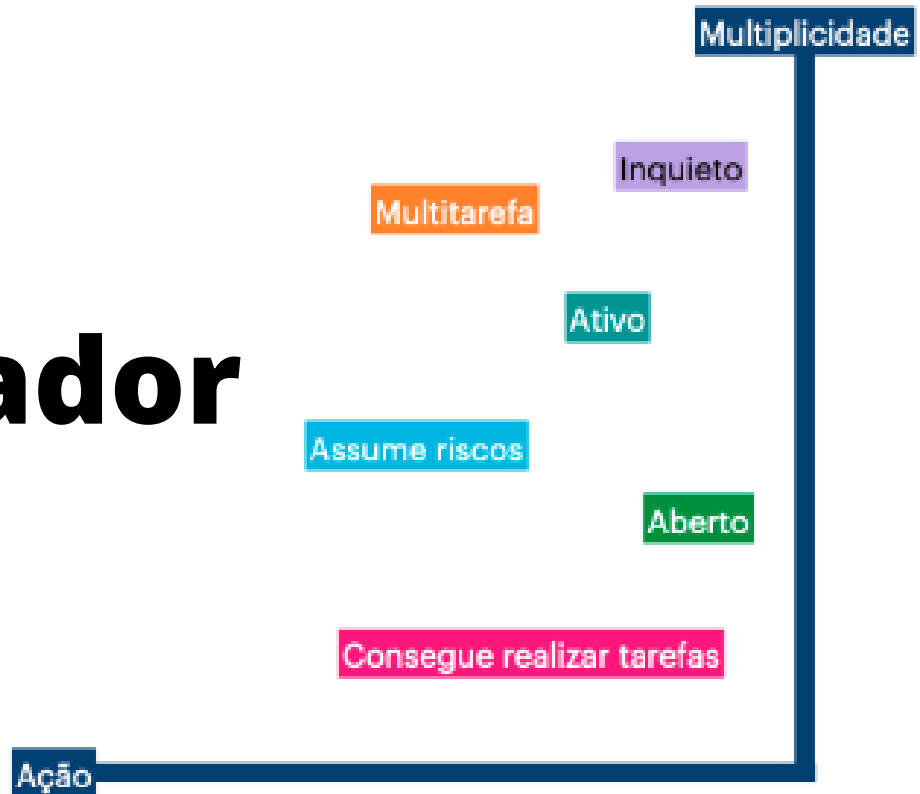 Multiplicidade
Inquieto
Multitarefa
Ativo
ador
Assume riscos
Aberto
Consegue realizar tarefas
Ação